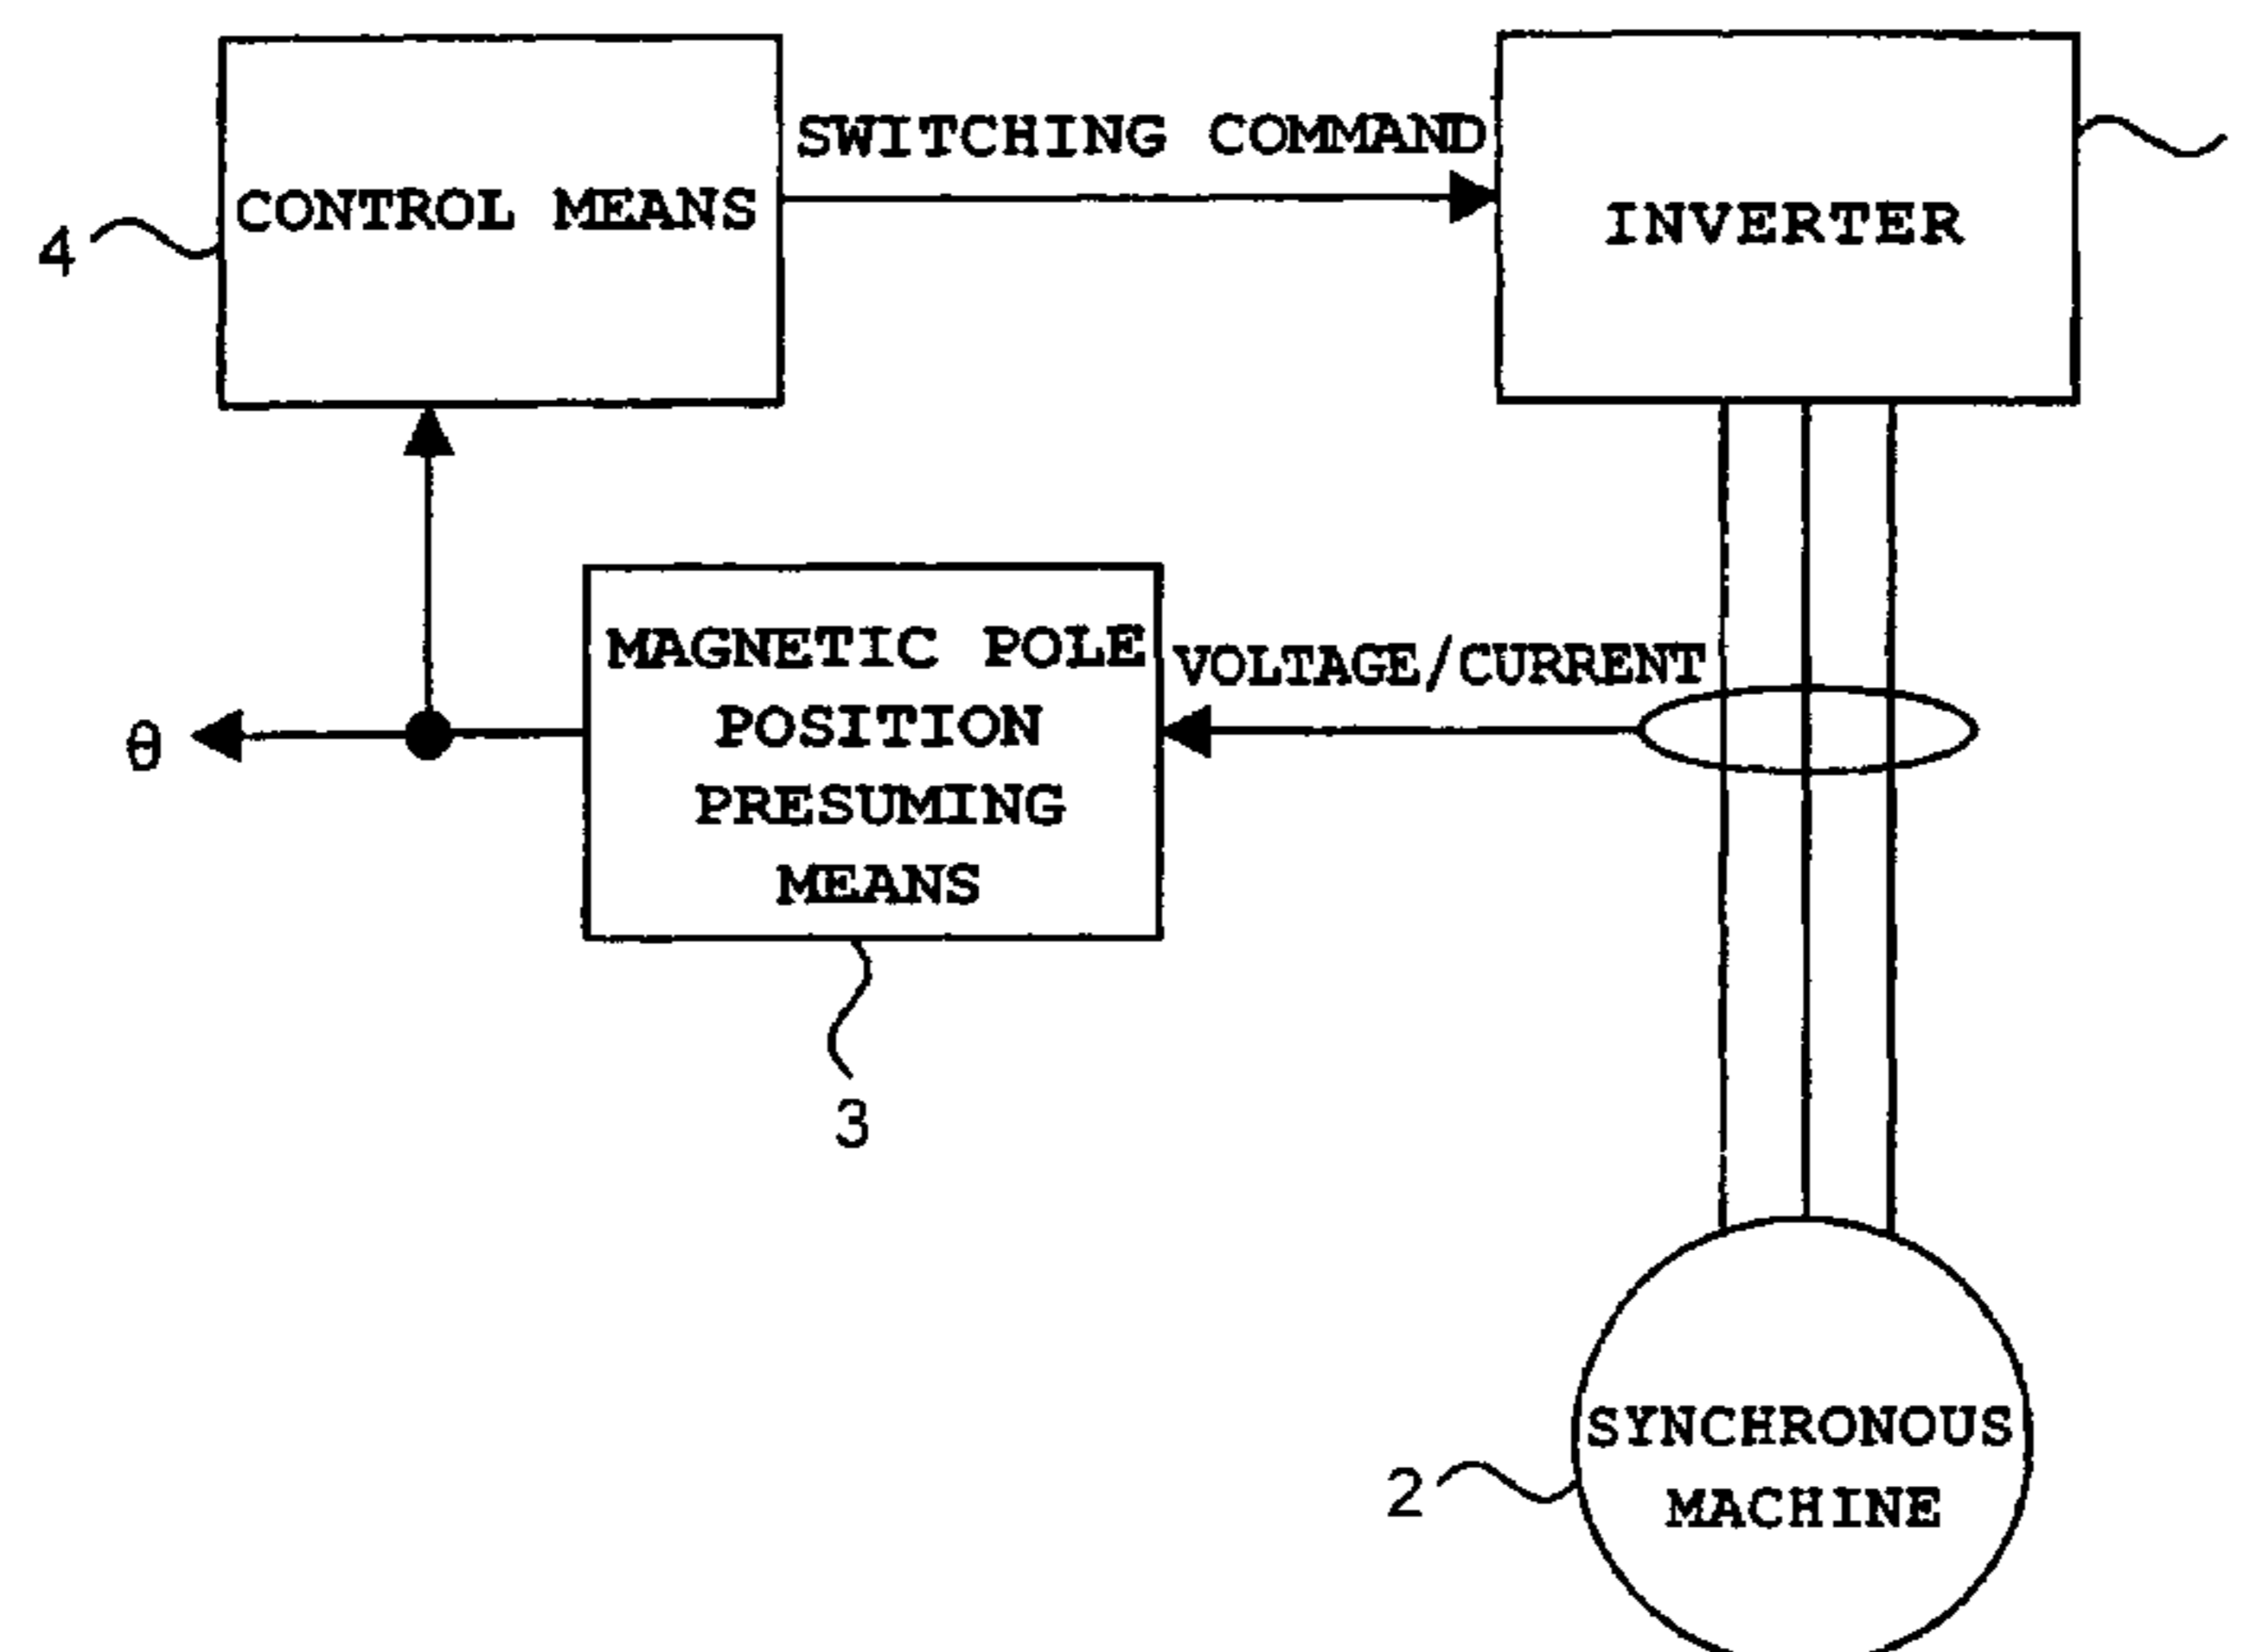 SWITCHING COMMAND
CONTROL MEANS
INVERTER
4
MAGNETIC POLE
POSITION
PRESUMING
MEANS
VOLTAGE/CURRENT
θ
3
SYNCHRONOUS
MACHINE
2